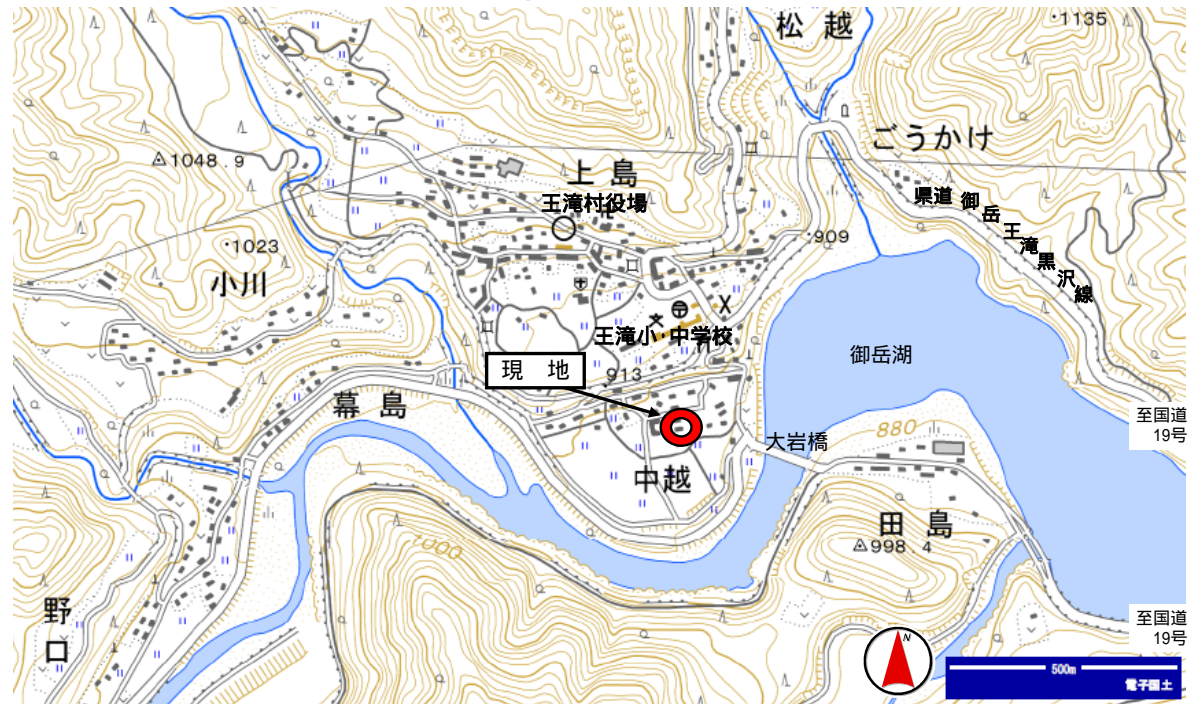 松越
・1135
ごうかけ
1048.9
上島
王滝村役場
県道御岳王滝黒沢線
・1023
・909
小川
王滝小・中学校
御岳湖
現 地
913
幕島
至国道
19号
880
大岩橋
中越
田島
998.4
1000
野口
至国道
19号
N
500m
電子国土